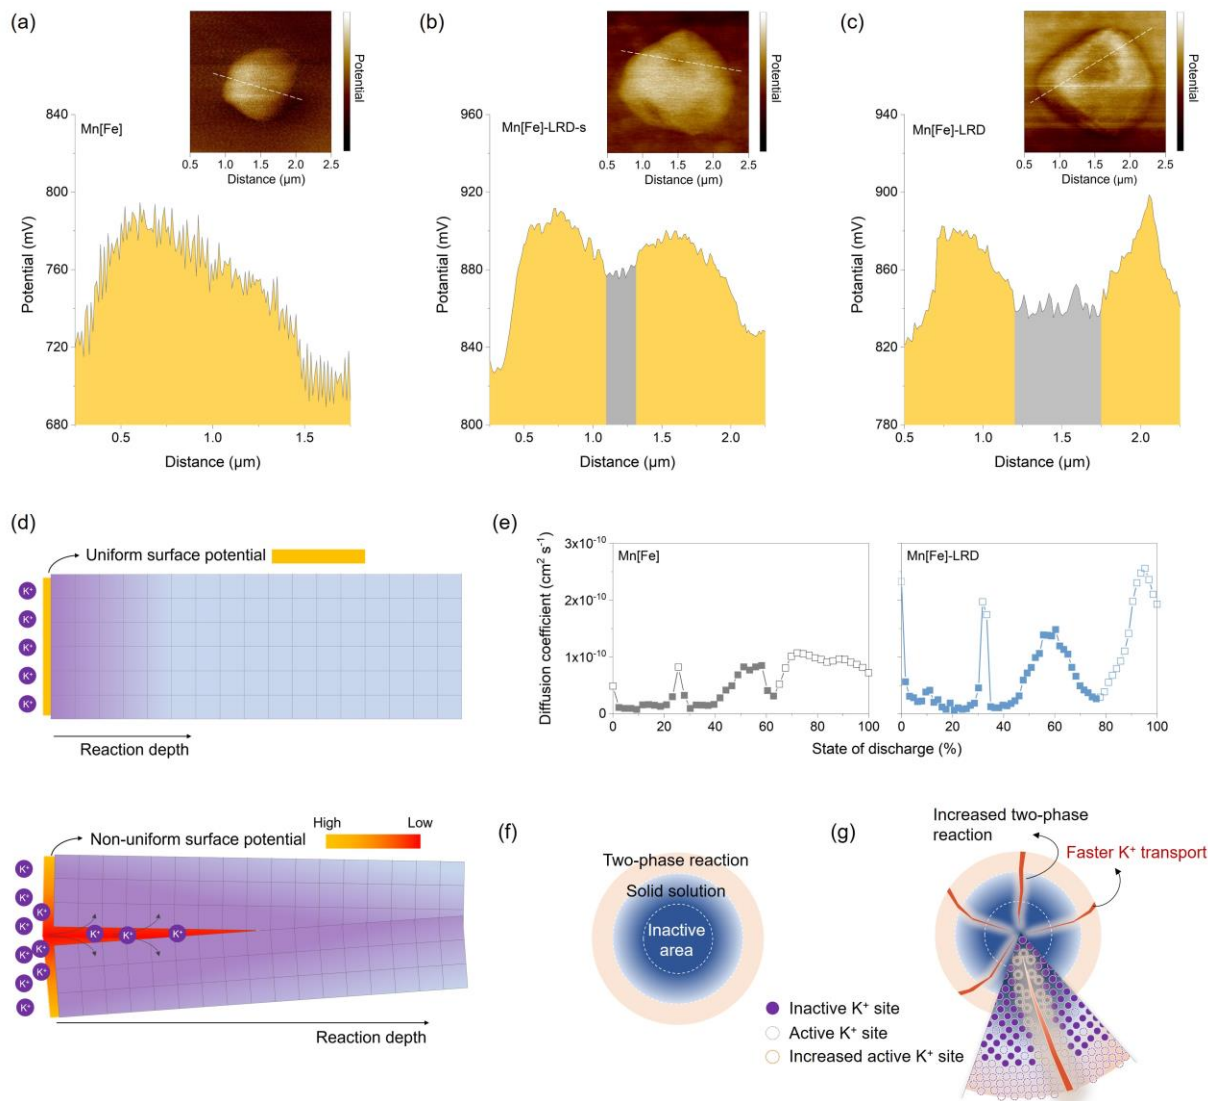 (a)
Potential
0.5 1.0 1.5 2.0 2.5
Distance (µm)
Mn[Fe]
840
800
760
720
680
Potential (mV)
0.5 1.0 1.5
Distance (µm)
(b)
Potential
0.5 1.0 1.5 2.0 2.5
Distance (µm)
Mn[Fe]-LRD-s
960
920
880
840
800
Potential (mV)
0.5 1.0 1.5 2.0
Distance (µm)
(c)
Potential
0.5 1.0 1.5 2.0 2.5
Distance (µm)
Mn[Fe]-LRD
940
900
860
820
780
Potential (mV)
0.5 1.0 1.5 2.0
Distance (µm)
(d)
Uniform surface potential
K⁺
K⁺
K⁺
K⁺
K⁺
Reaction depth
High Low
Non-uniform surface potential
K⁺
K⁺
K⁺
K⁺ K⁺ K⁺ K⁺
K⁺
K⁺ K⁺
K⁺
K⁺
K⁺
Reaction depth
(e)
Mn[Fe]
Mn[Fe]-LRD
3x10⁻¹⁰
2x10⁻¹⁰
1x10⁻¹⁰
0
Diffusion coefficient (cm² s⁻¹)
0 20 40 60 80 100
0 20 40 60 80 100
State of discharge (%)
(f)
Two-phase reaction
Solid solution
Inactive
area
(g)
Increased two-phase
reaction
Faster K⁺ transport
Inactive K⁺ site
Active K⁺ site
Increased active K⁺ site